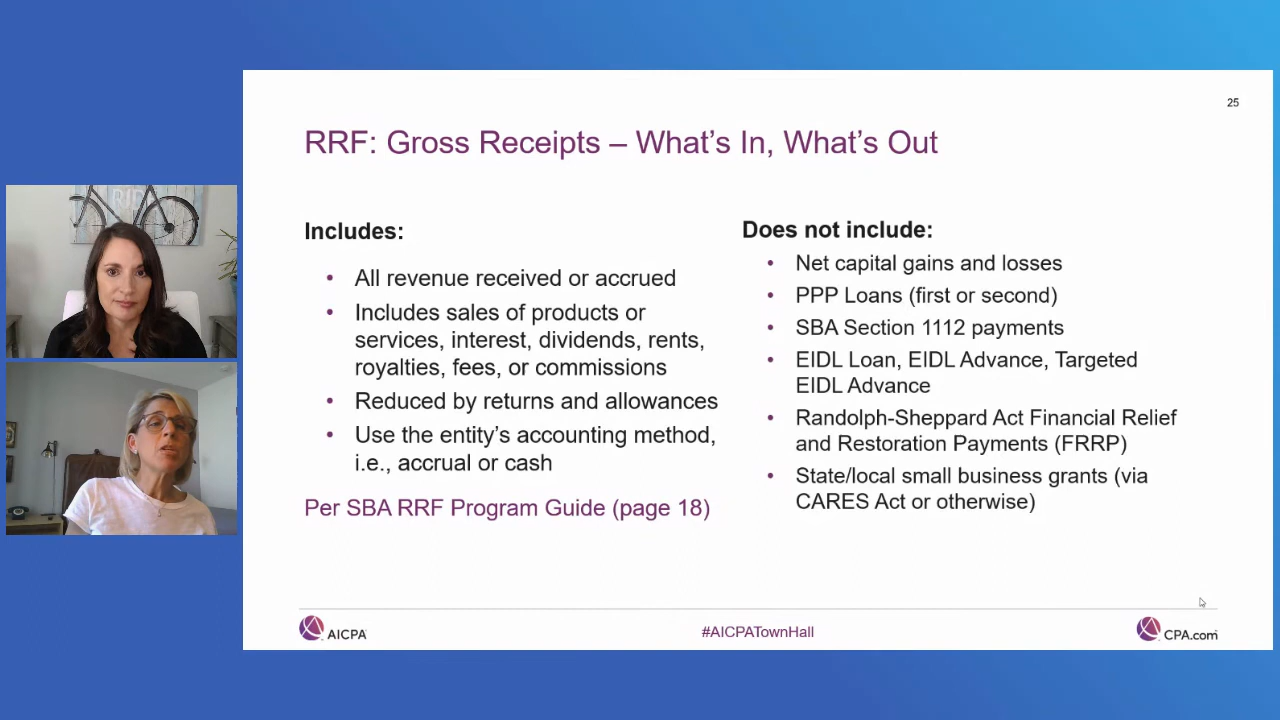 25
RRF: Gross Receipts – What's In, What's Out
Includes:
• All revenue received or accrued
• Includes sales of products or
services, interest, dividends, rents,
royalties, fees, or commissions
• Reduced by returns and allowances
• Use the entity's accounting method,
i.e., accrual or cash
Per SBA RRF Program Guide (page 18)
Does not include:
• Net capital gains and losses
• PPP Loans (first or second)
• SBA Section 1112 payments
• EIDL Loan, EIDL Advance, Targeted
EIDL Advance
• Randolph-Sheppard Act Financial Relief
and Restoration Payments (FRRP)
• State/local small business grants (via
CARES Act or otherwise)
AICPA
#AICPATownHall
CPA.com